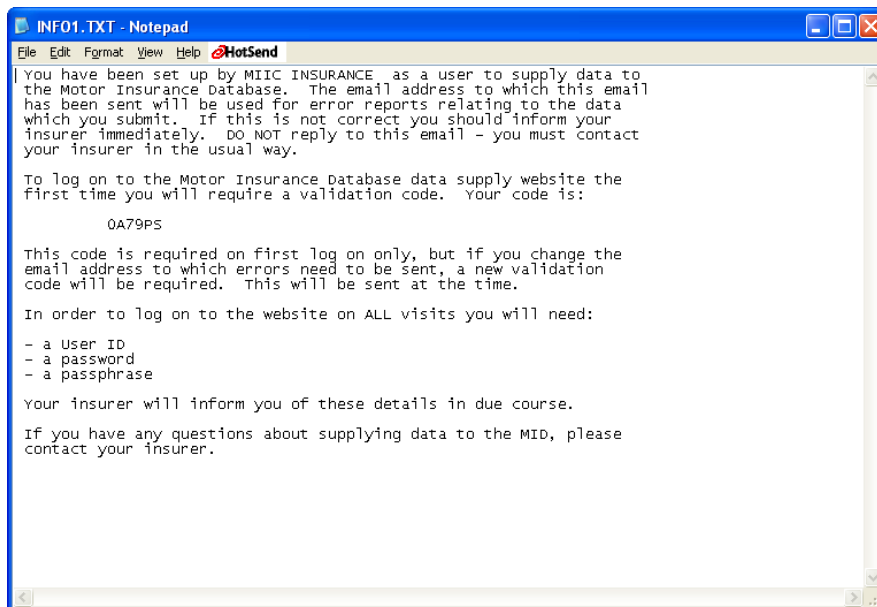 INFO1.TXT - Notepad
File Edit Format View Help HotSend
You have been set up by MIIC INSURANCE as a user to supply data to
the Motor Insurance Database. The email address to which this email
has been sent will be used for error reports relating to the data
which you submit. If this is not correct you should inform your
insurer immediately. DO NOT reply to this email - you must contact
your insurer in the usual way.
To log on to the Motor Insurance Database data supply website the
first time you will require a validation code. Your code is:
0A79PS
This code is required on first log on only, but if you change the
email address to which errors need to be sent, a new validation
code will be required. This will be sent at the time.
In order to log on to the website on ALL visits you will need:
- a User ID
- a password
- a passphrase
Your insurer will inform you of these details in due course.
If you have any questions about supplying data to the MID, please
contact your insurer.